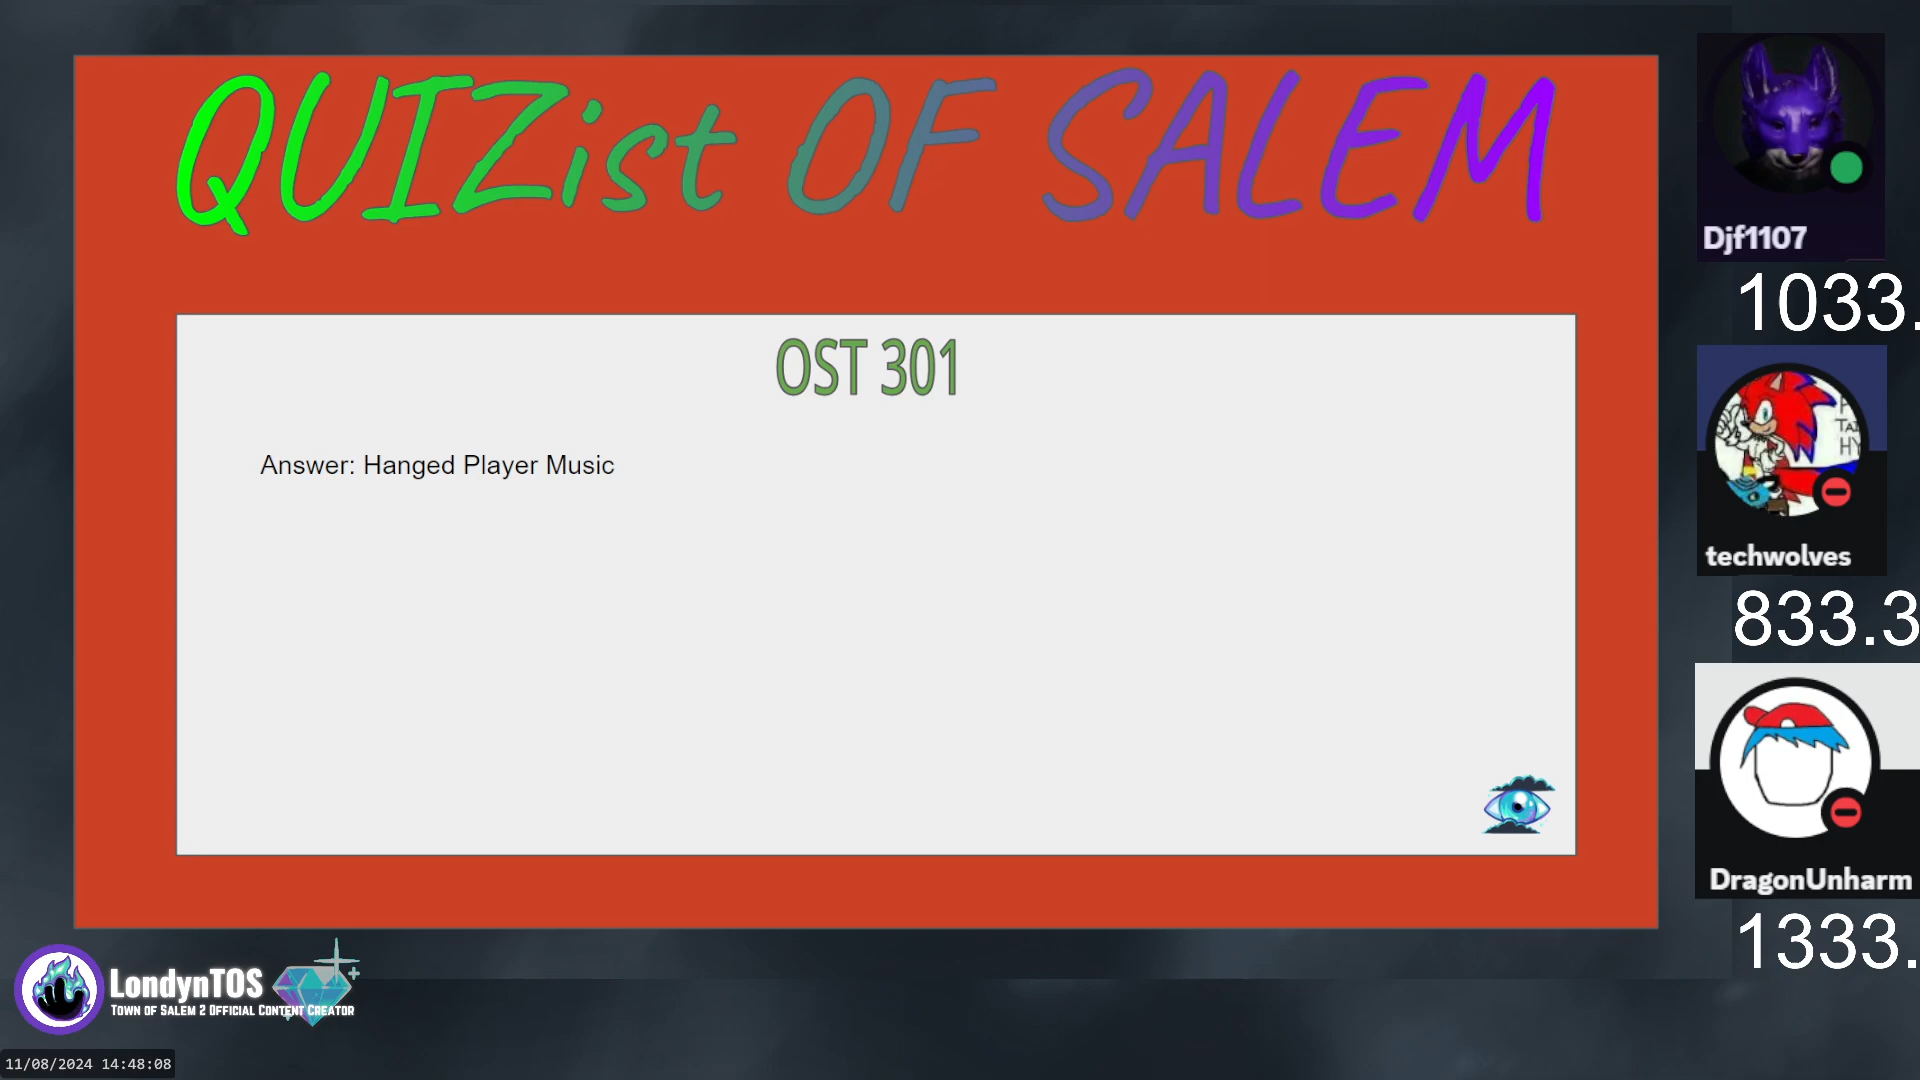 QUIZist OF SALEM
OST 301
Answer: Hanged Player Music
Djf1107
1033.
techwolves
833.3
DragonUnharm
1333.
LondynTOS
TOWN OF SALEM 2 OFFICIAL CONTENT CREATOR
11/08/2024 14:48:08